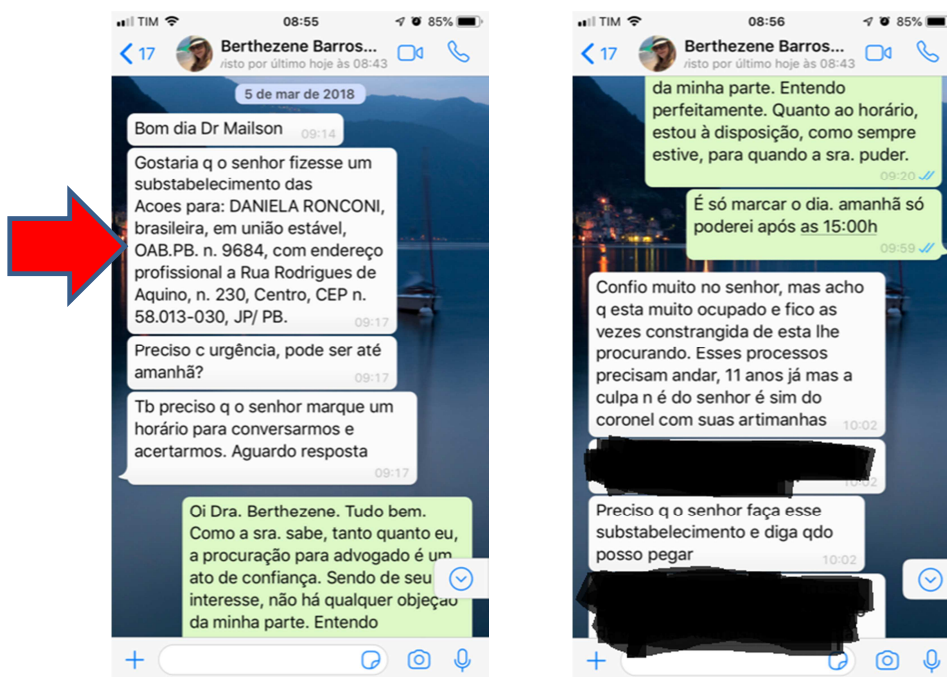 TIM
08:55
85%
17
Berthezene Barros...
visto por último hoje às 08:43
5 de mar de 2018
Bom dia Dr Mailson
09:14
Gostaria q o senhor fizesse um
substabelecimento das
Acoes para: DANIELA RONCONI,
brasileira, em união estável,
OAB.PB. n. 9684, com endereço
profissional a Rua Rodrigues de
Aquino, n. 230, Centro, CEP n.
58.013-030, JP/ PB.
09:17
Preciso c urgência, pode ser até
amanhã?
09:17
Tb preciso q o senhor marque um
horário para conversarmos e
acertarmos. Aguardo resposta
09:17
Oi Dra. Berthezene. Tudo bem.
Como a sra. sabe, tanto quanto eu,
a procuração para advogado é um
ato de confiança. Sendo de seu
interesse, não há qualquer objeção
da minha parte. Entendo
TIM
08:56
85%
17
Berthezene Barros...
visto por último hoje às 08:43
da minha parte. Entendo
perfeitamente. Quanto ao horário,
estou à disposição, como sempre
estive, para quando a sra. puder.
09:20
É só marcar o dia. amanhã só
poderei após as 15:00h
09:59
Confio muito no senhor, mas acho
q esta muito ocupado e fico as
vezes constrangida de esta lhe
procurando. Esses processos
precisam andar, 11 anos já mas a
culpa n é do senhor é sim do
coronel com suas artimanhas
10:02
10:02
Preciso q o senhor faça esse
substabelecimento e diga qdo
posso pegar
10:02